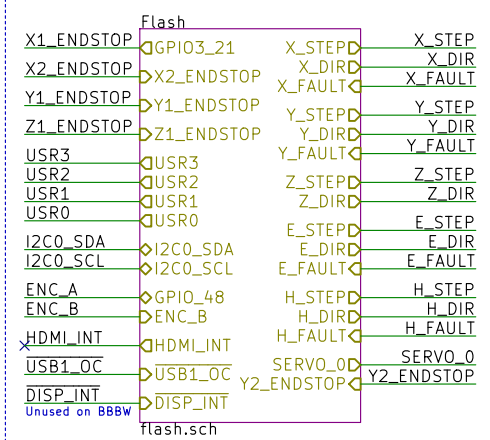 Flash
X1_ENDSTOP
X2_ENDSTOP
Y1_ENDSTOP
Z1_ENDSTOP
USR3
USR2
USR1
USR0
I2C0_SDA
I2C0_SCL
ENC_A
ENC_B
HDMI_INT
USB1_OC
DISP_INT
Unused on BBBW
GPIO3_21
X2_ENDSTOP
Y1_ENDSTOP
Z1_ENDSTOP
USR3
USR2
USR1
USR0
I2C0_SDA
I2C0_SCL
GPIO_48
ENC_B
HDMI_INT
USB1_OC
DISP_INT
X_STEP
X_DIR
X_FAULT
Y_STEP
Y_DIR
Y_FAULT
Z_STEP
Z_DIR
E_STEP
E_DIR
E_FAULT
H_STEP
H_DIR
H_FAULT
SERVO_0
Y2_ENDSTOP
X_STEP
X_DIR
X_FAULT
Y_STEP
Y_DIR
Y_FAULT
Z_STEP
Z_DIR
E_STEP
E_DIR
E_FAULT
H_STEP
H_DIR
H_FAULT
SERVO_0
Y2_ENDSTOP
flash.sch